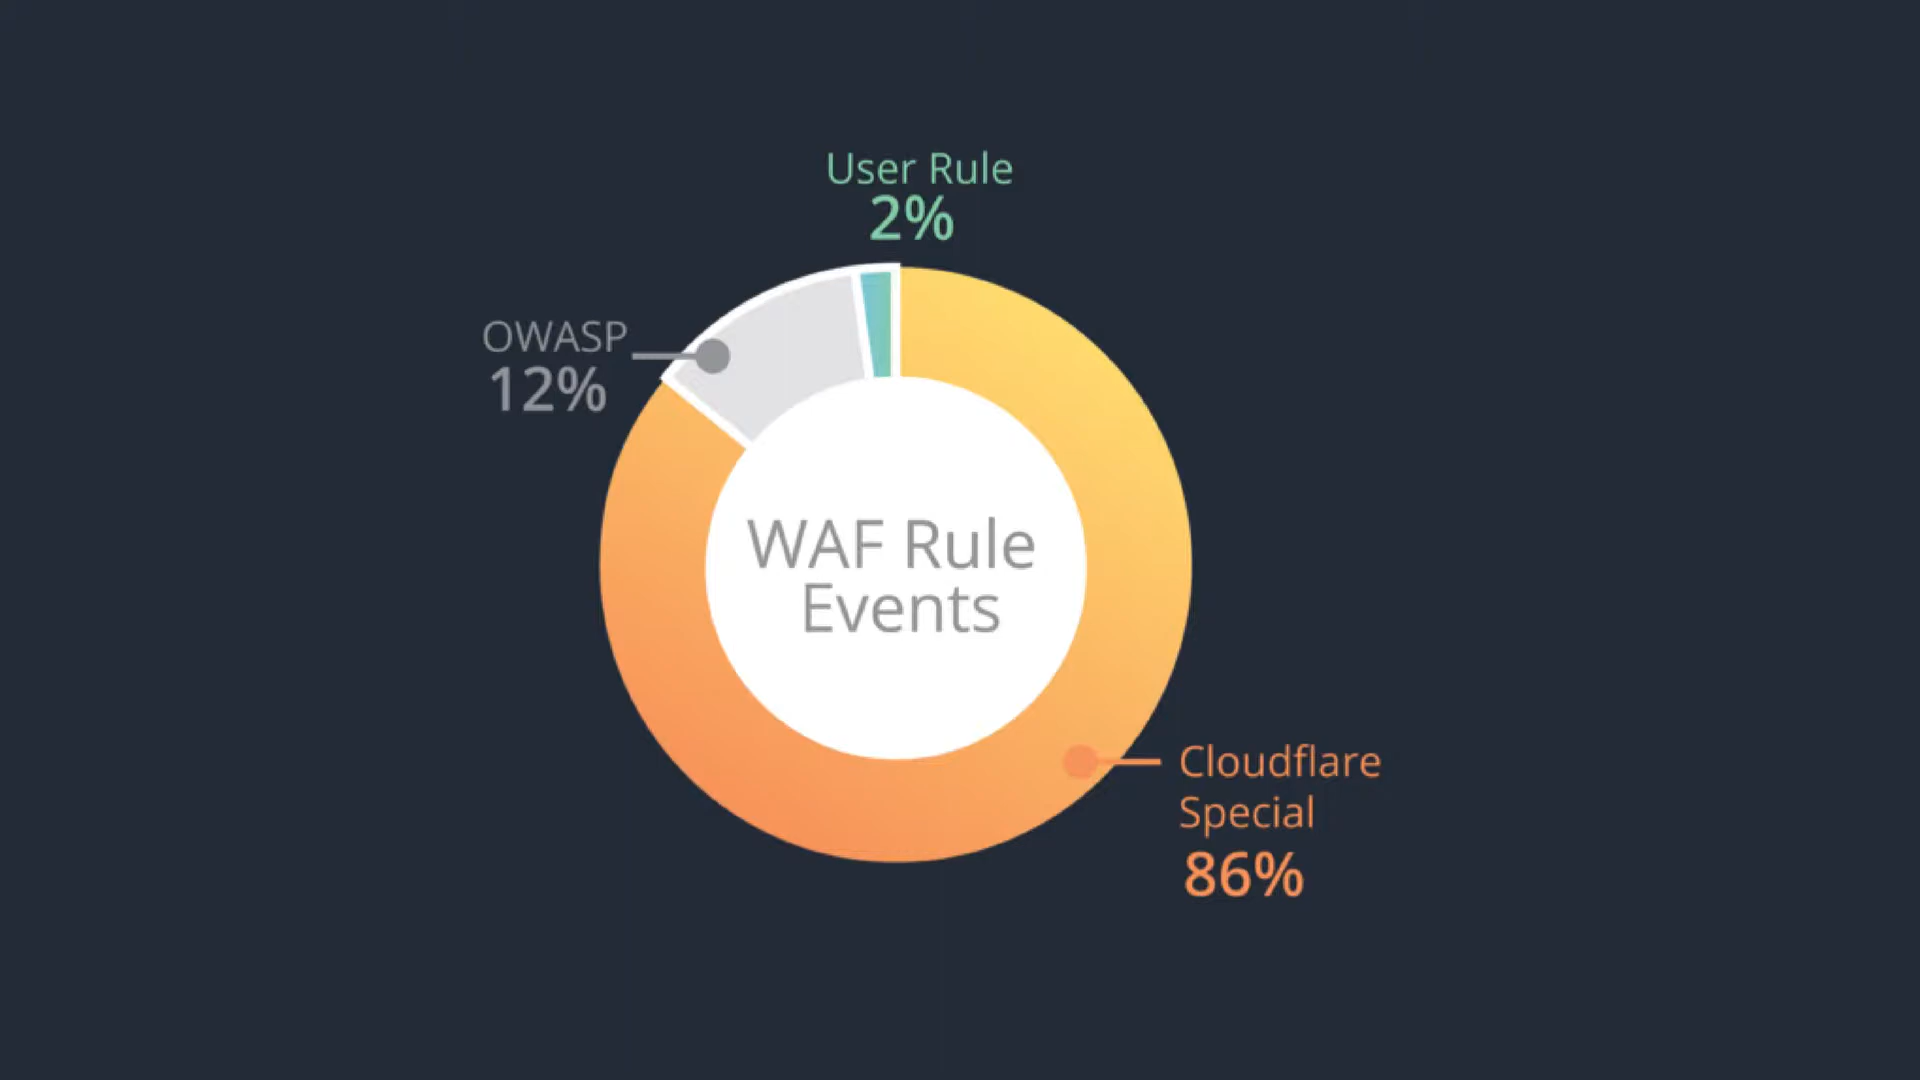 User Rule
2%
OWASP
12%
WAF Rule
Events
Cloudflare
Special
86%